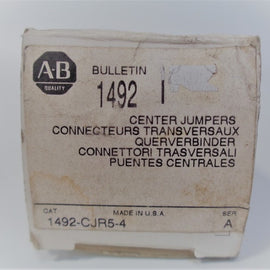 A-B
QUALITY
BULLETIN
1492
CENTER JUMPERS
CONNECTEURS TRANSVERSAUX
QUERVERBINDER
CONNETTORI TRASVERSALI
PUENTES CENTRALES
CAT
MADE IN U.S.A.
SER
1492-CJR5-4
A